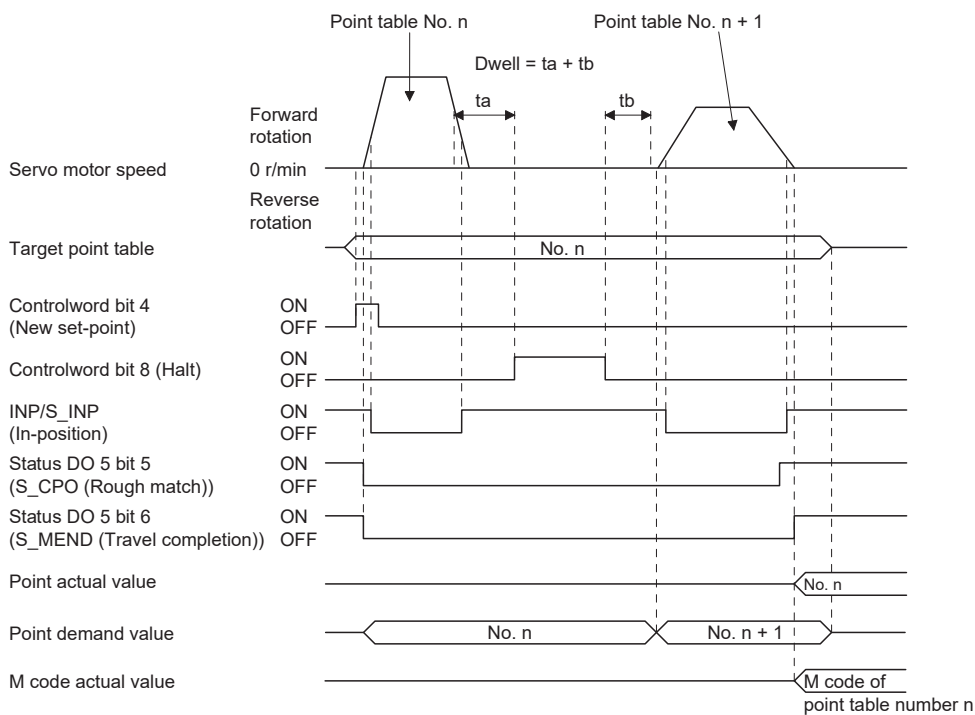 Point table No. n
Point table No. n + 1
Dwell = ta + tb
ta
tb
Forward
rotation
Servo motor speed
0 r/min
Reverse
rotation
Target point table
No. n
Controlword bit 4
(New set-point)
ON
OFF
Controlword bit 8 (Halt)
ON
OFF
INP/S_INP
(In-position)
ON
OFF
Status DO 5 bit 5
(S_CPO (Rough match))
ON
OFF
Status DO 5 bit 6
(S_MEND (Travel completion))
ON
OFF
Point actual value
No. n
Point demand value
No. n
No. n + 1
M code actual value
M code of
point table number n